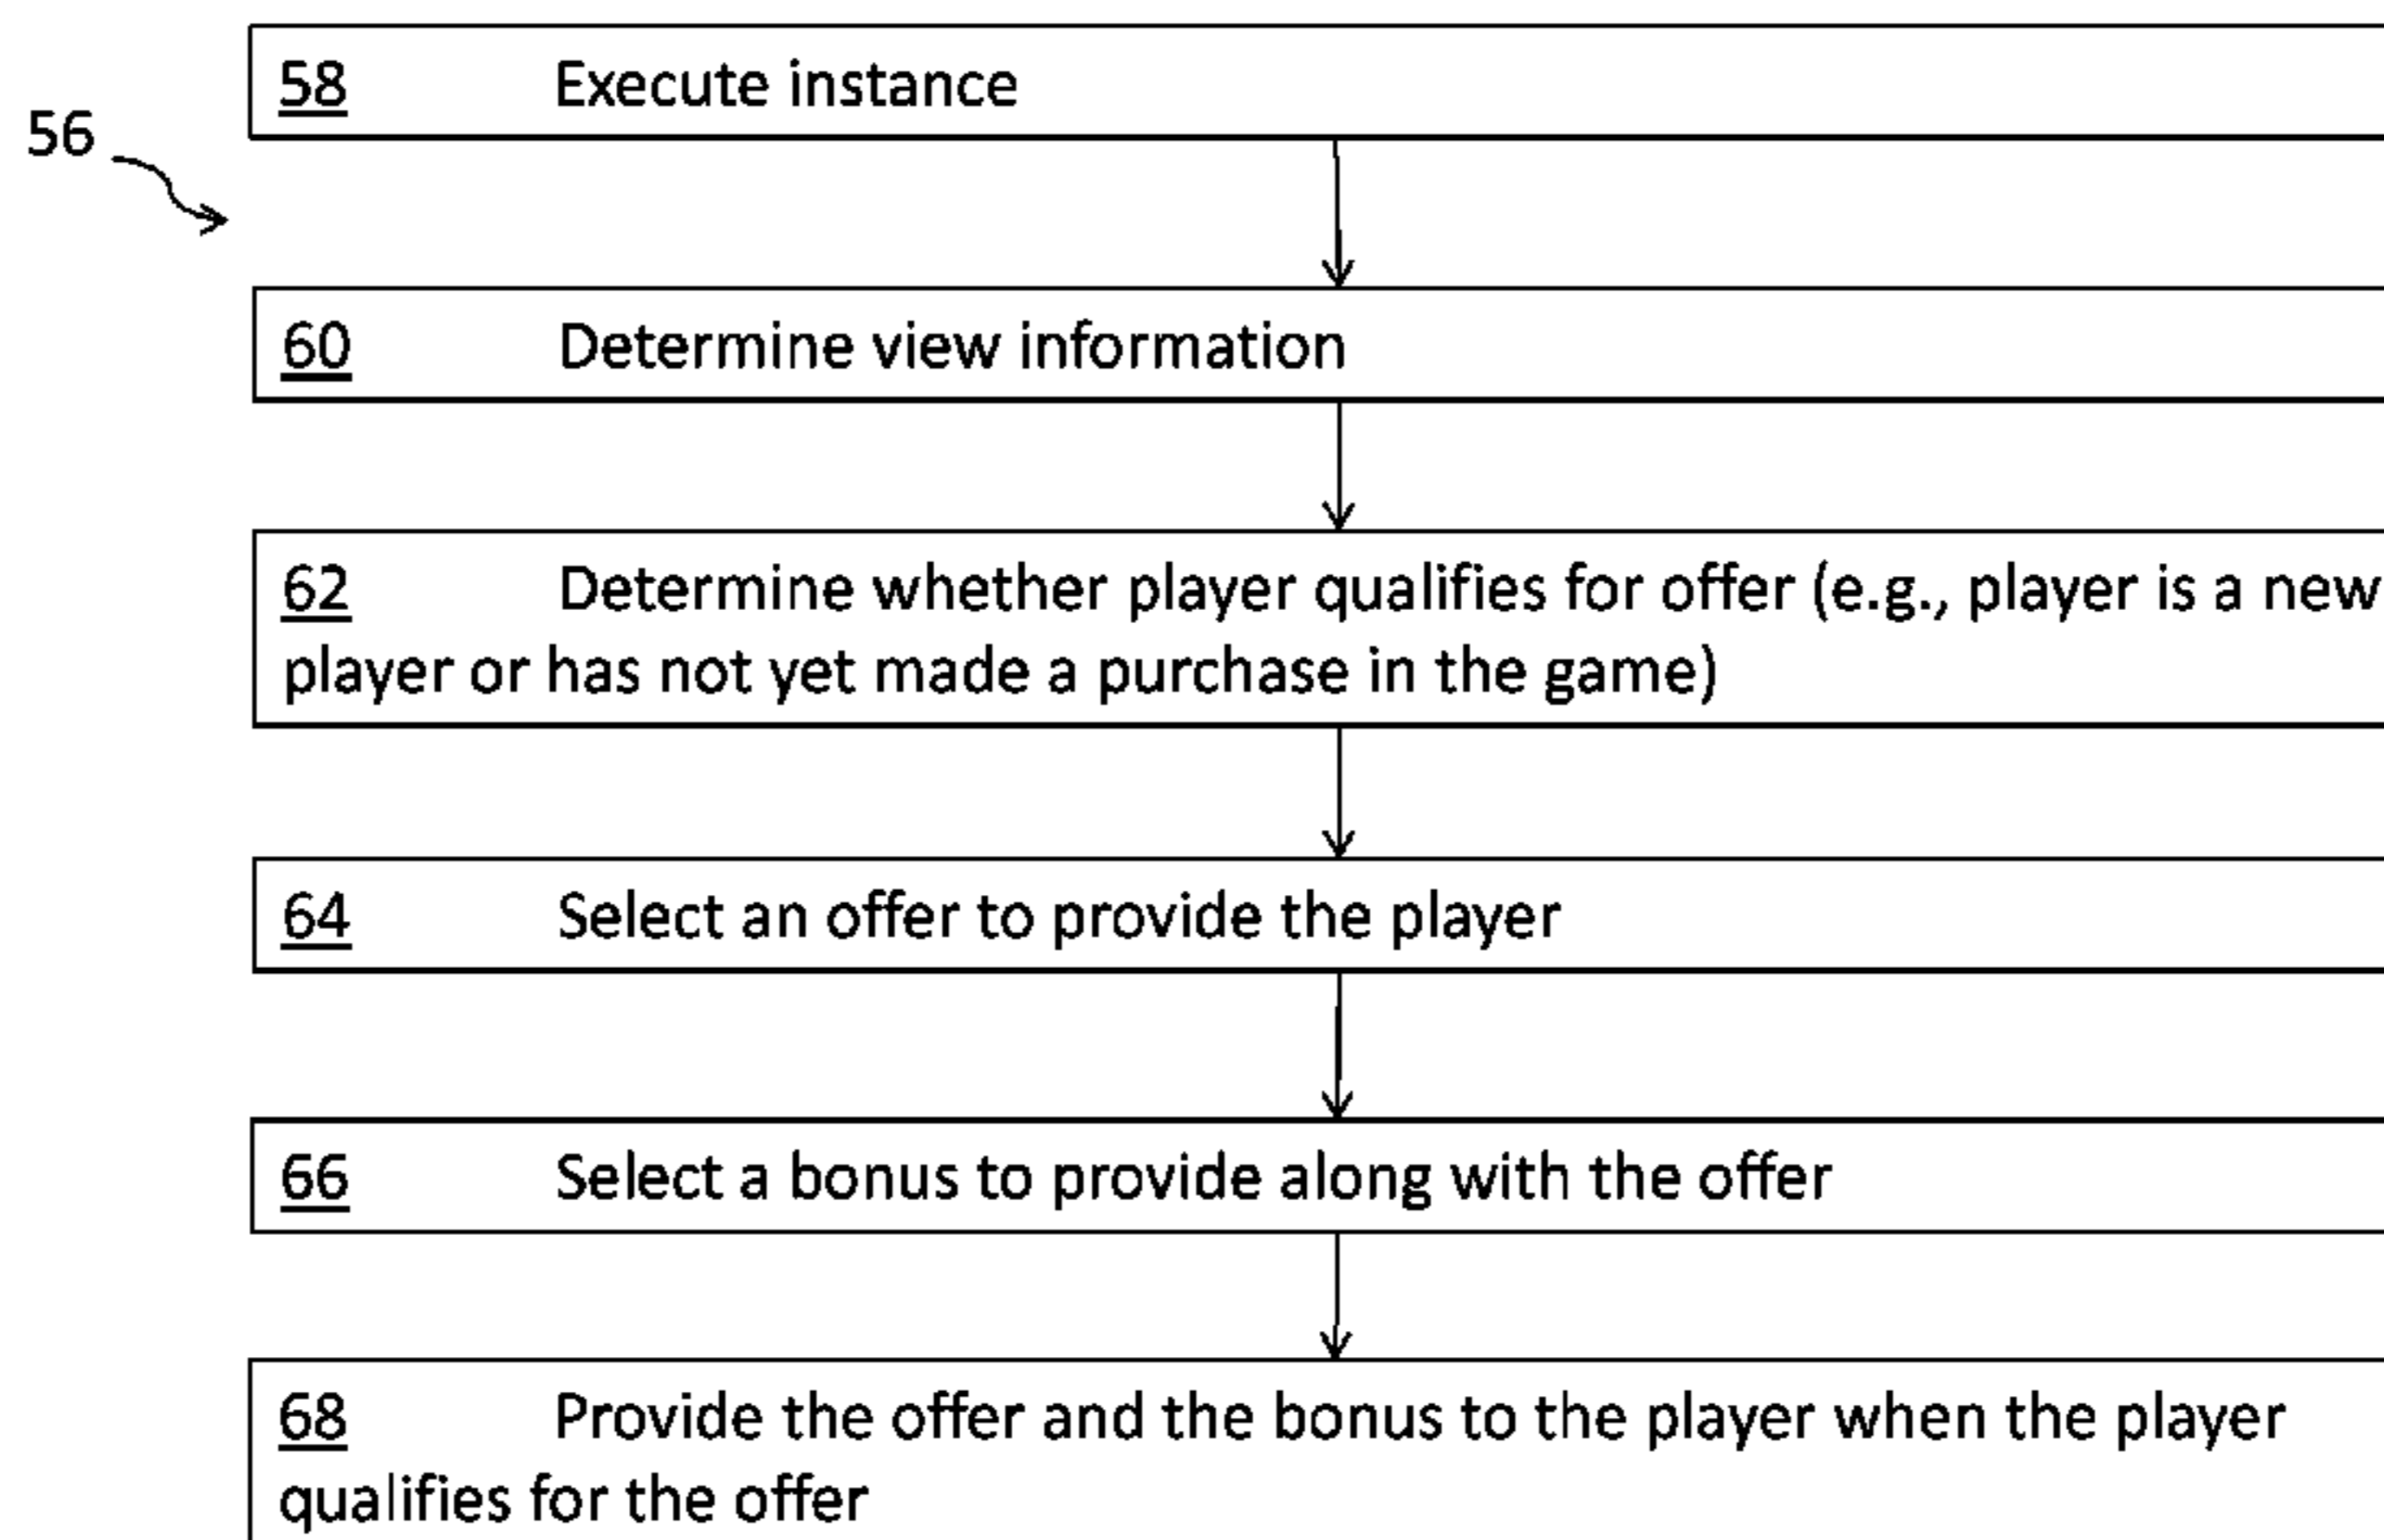 58 Execute instance
56
60 Determine view information
62 Determine whether player qualifies for offer (e.g., player is a new
player or has not yet made a purchase in the game)
64 Select an offer to provide the player
66 Select a bonus to provide along with the offer
68 Provide the offer and the bonus to the player when the player
qualifies for the offer